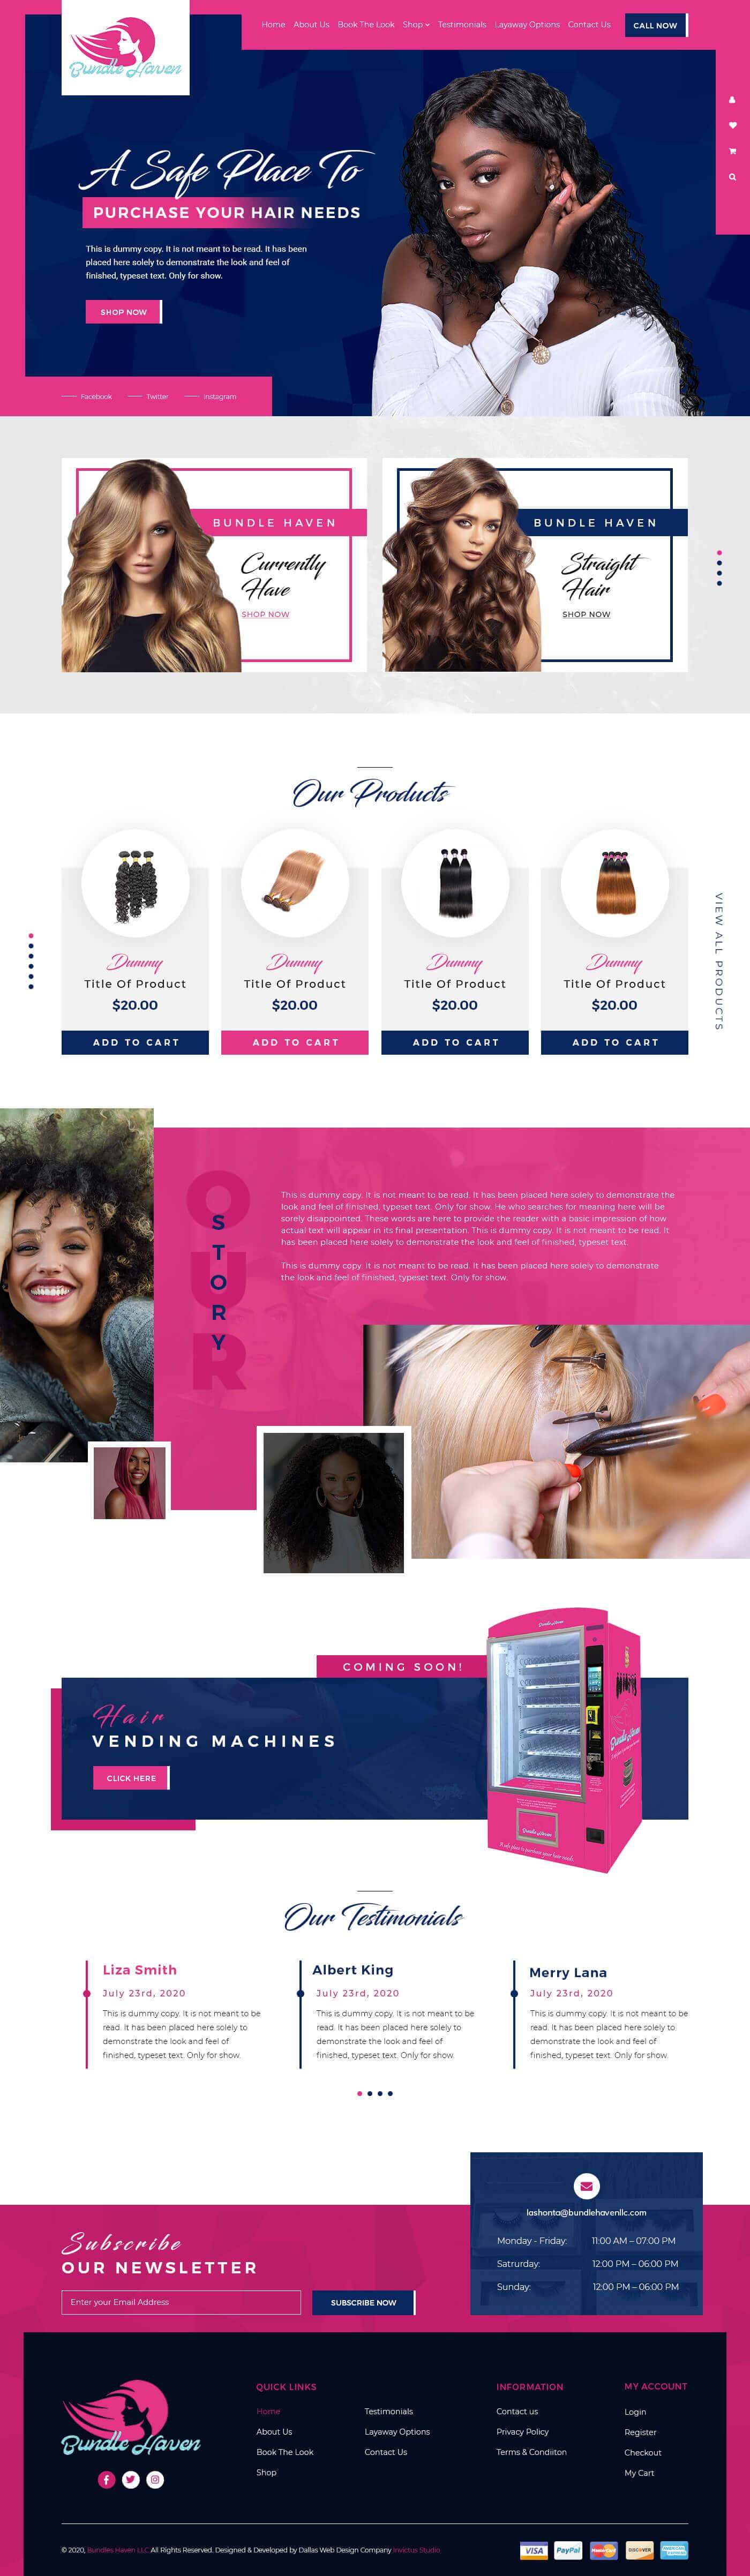 Bundle Haven
Home About Us Book The Look Shop Testimonials Layaway Options Contact Us CALL NOW
A Safe Place To
PURCHASE YOUR HAIR NEEDS
This is dummy copy. It is not meant to be read. It has been
placed here solely to demonstrate the look and feel of
finished, typeset text. Only for show.
SHOP NOW
Facebook Twitter Instagram
BUNDLE HAVEN
Currently
Have
SHOP NOW
BUNDLE HAVEN
Straight
Hair
SHOP NOW
Our Products
Dummy
Title Of Product
$20.00
ADD TO CART
Dummy
Title Of Product
$20.00
ADD TO CART
Dummy
Title Of Product
$20.00
ADD TO CART
Dummy
Title Of Product
$20.00
ADD TO CART
VIEW ALL PRODUCTS
OUR
STORY
This is dummy copy. It is not meant to be read. It has been placed here solely to demonstrate the
look and feel of finished, typeset text. Only for show. He who searches for meaning here will be
sorely disappointed. These words are here to provide the reader with a basic impression of how
actual text will appear in its final presentation. This is dummy copy. It is not meant to be read. It
has been placed here solely to demonstrate the look and feel of finished, typeset text.
This is dummy copy. It is not meant to be read. It has been placed here solely to demonstrate
the look and feel of finished, typeset text. Only for show.
COMING SOON!
Hair
VENDING MACHINES
CLICK HERE
Bundle Haven
Bundle Haven
Bundle Haven
A safe place to purchase your hair needs.
Our Testimonials
Liza Smith
July 23rd, 2020
This is dummy copy. It is not meant to be
read. It has been placed here solely to
demonstrate the look and feel of
finished, typeset text. Only for show.
Albert King
July 23rd, 2020
This is dummy copy. It is not meant to be
read. It has been placed here solely to
demonstrate the look and feel of
finished, typeset text. Only for show.
Merry Lana
July 23rd, 2020
This is dummy copy. It is not meant to be
read. It has been placed here solely to
demonstrate the look and feel of
finished, typeset text. Only for show.
Subscribe
OUR NEWSLETTER
Enter your Email Address
SUBSCRIBE NOW
lashonta@bundlehavenllc.com
Monday - Friday: 11:00 AM – 07:00 PM
Satrurday: 12:00 PM – 06:00 PM
Sunday: 12:00 PM – 06:00 PM
Bundle Haven
QUICK LINKS
Home
About Us
Book The Look
Shop
Testimonials
Layaway Options
Contact Us
INFORMATION
Contact us
Privacy Policy
Terms & Condiiton
MY ACCOUNT
Login
Register
Checkout
My Cart
© 2020, Bundles Haven LLC All Rights Reserved. Designed & Developed by Dallas Web Design Company Invictus Studio
VISA PayPal MasterCard DISCOVER